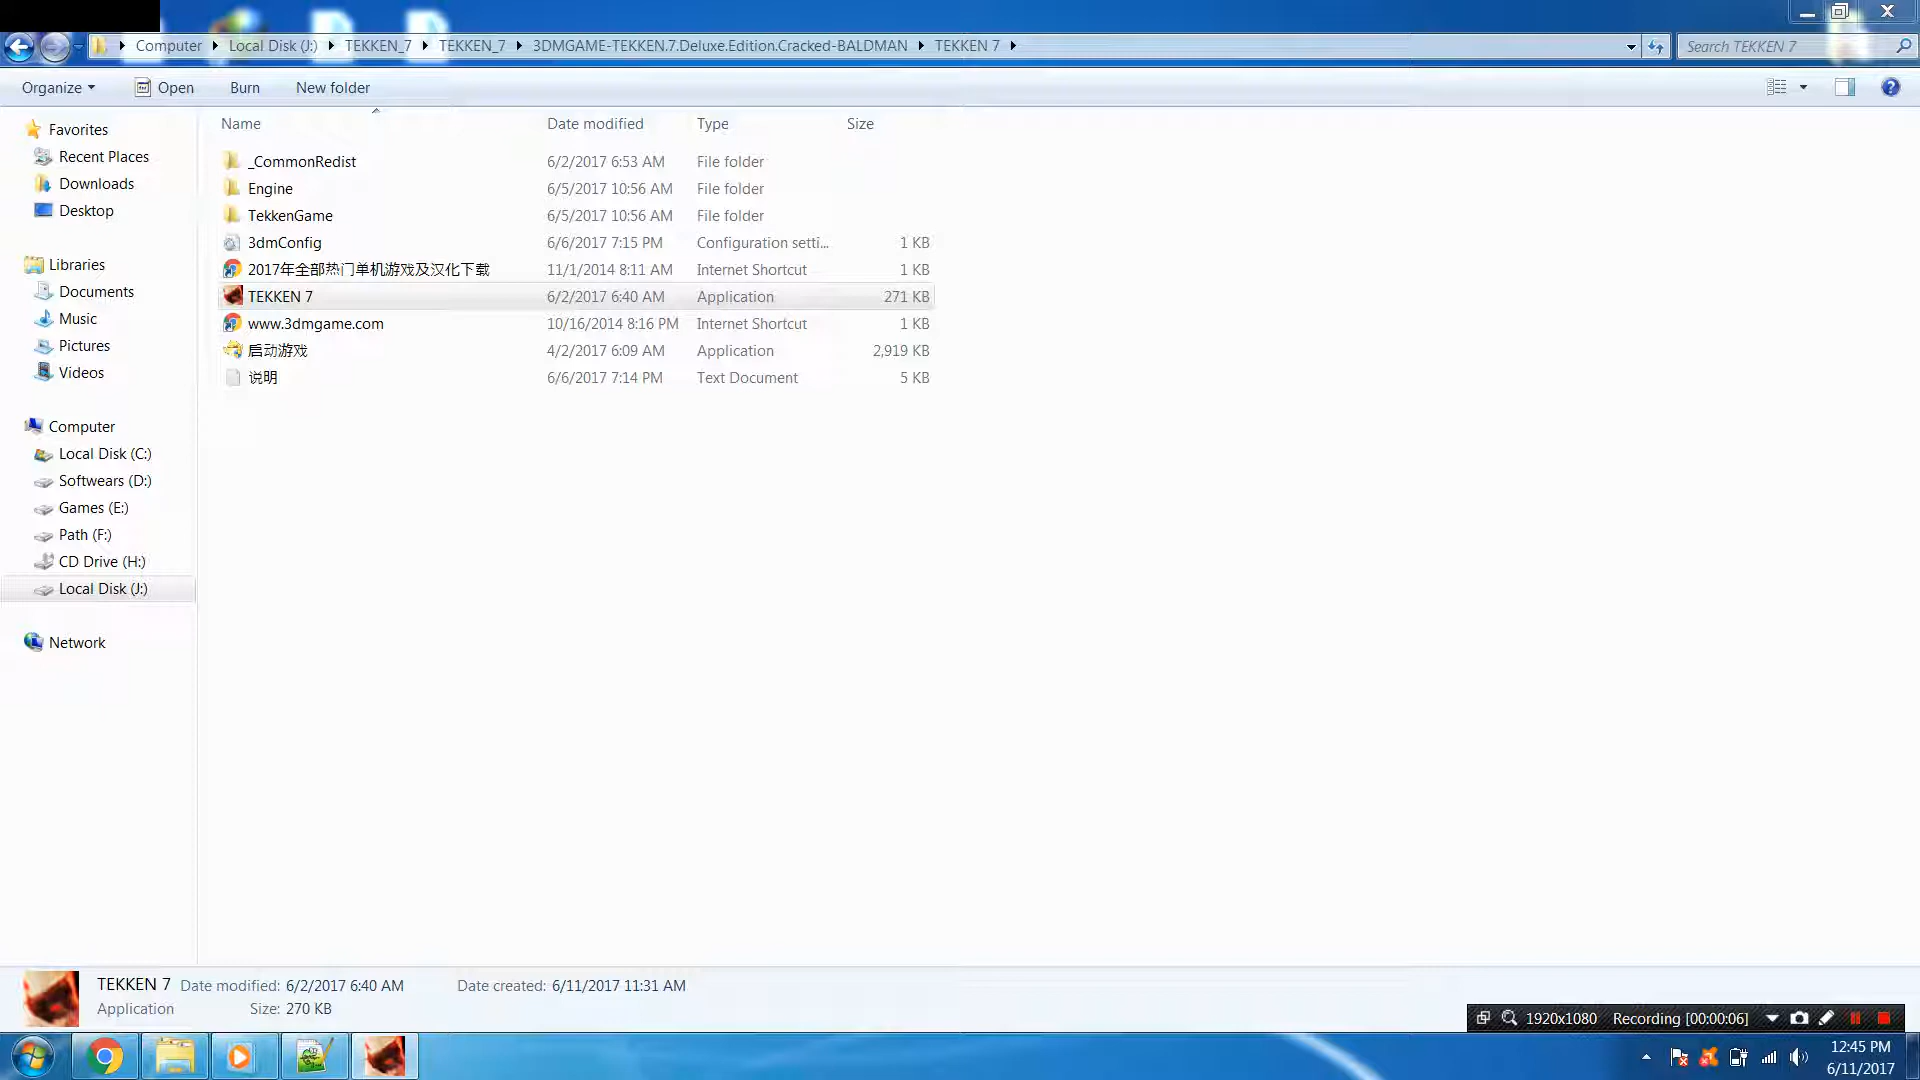 Computer Local Disk (J:) TEKKEN_7 TEKKEN_7 3DMGAME-TEKKEN.7.Deluxe.Edition.Cracked-BALDMAN TEKKEN 7 Search TEKKEN 7
Organize Open Burn New folder
Name Date modified Type Size
_CommonRedist 6/2/2017 6:53 AM File folder
Engine 6/5/2017 10:56 AM File folder
TekkenGame 6/5/2017 10:56 AM File folder
3dmConfig 6/6/2017 7:15 PM Configuration setti... 1 KB
2017年全部热门单机游戏及汉化下载 11/1/2014 8:11 AM Internet Shortcut 1 KB
TEKKEN 7 6/2/2017 6:40 AM Application 271 KB
www.3dmgame.com 10/16/2014 8:16 PM Internet Shortcut 1 KB
启动游戏 4/2/2017 6:09 AM Application 2,919 KB
说明 6/6/2017 7:14 PM Text Document 5 KB
Favorites
Recent Places
Downloads
Desktop
Libraries
Documents
Music
Pictures
Videos
Computer
Local Disk (C:)
Softwears (D:)
Games (E:)
Path (F:)
CD Drive (H:)
Local Disk (J:)
Network
TEKKEN 7 Date modified: 6/2/2017 6:40 AM Date created: 6/11/2017 11:31 AM
Application Size: 270 KB
1920x1080 Recording [00:00:06]
12:45 PM
6/11/2017